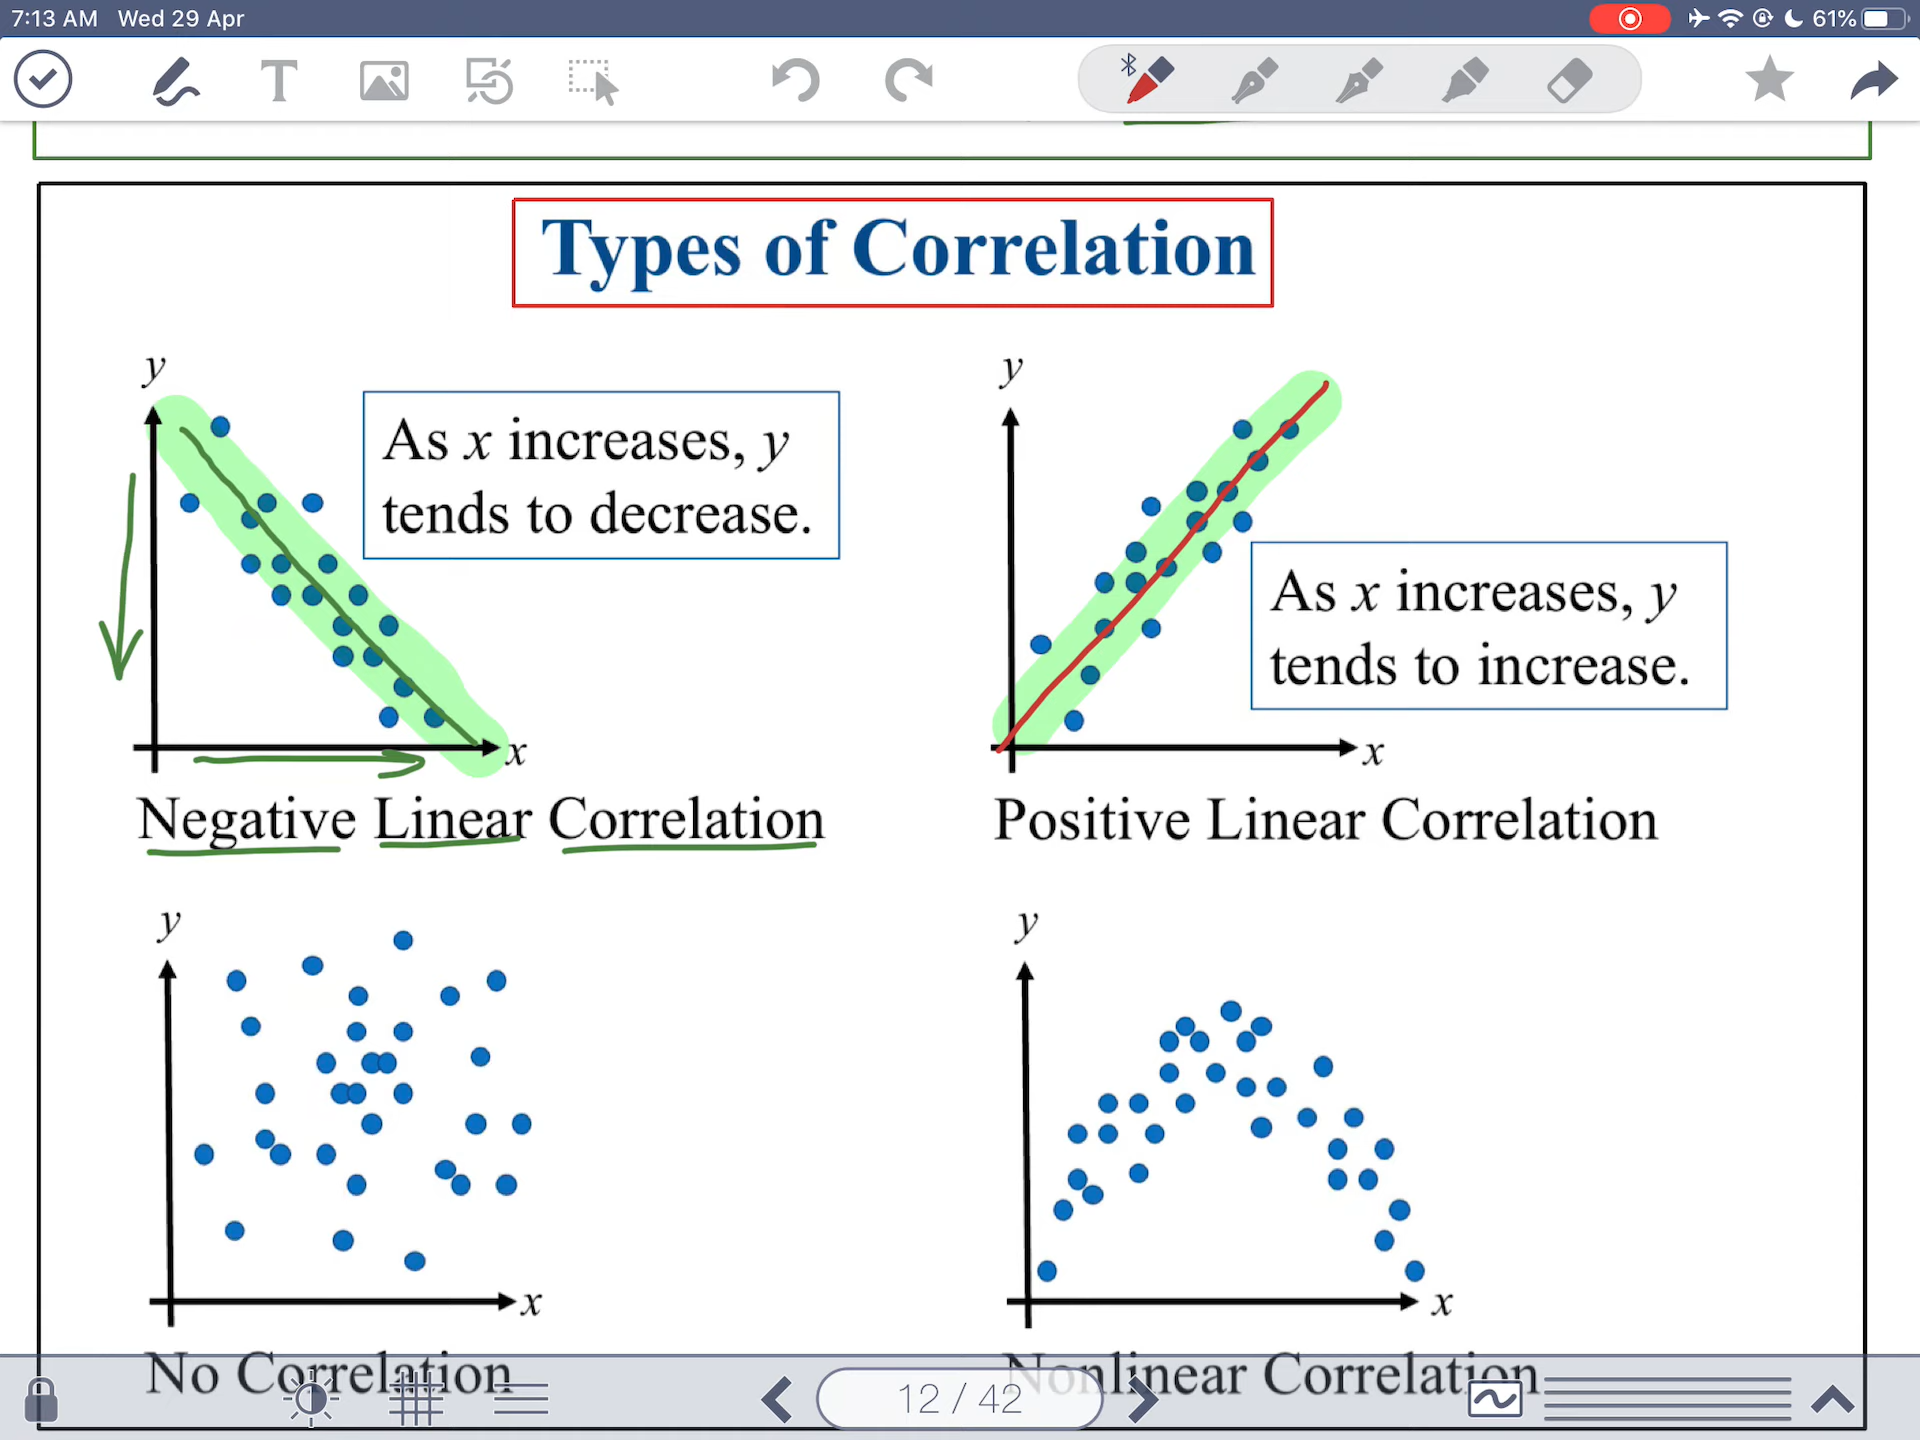 7:13 AM Wed 29 Apr
61%
T
Types of Correlation
y
As x increases, y
tends to decrease.
x
Negative Linear Correlation
y
As x increases, y
tends to increase.
x
Positive Linear Correlation
y
x
No Correlation
y
x
Nonlinear Correlation
12 / 42